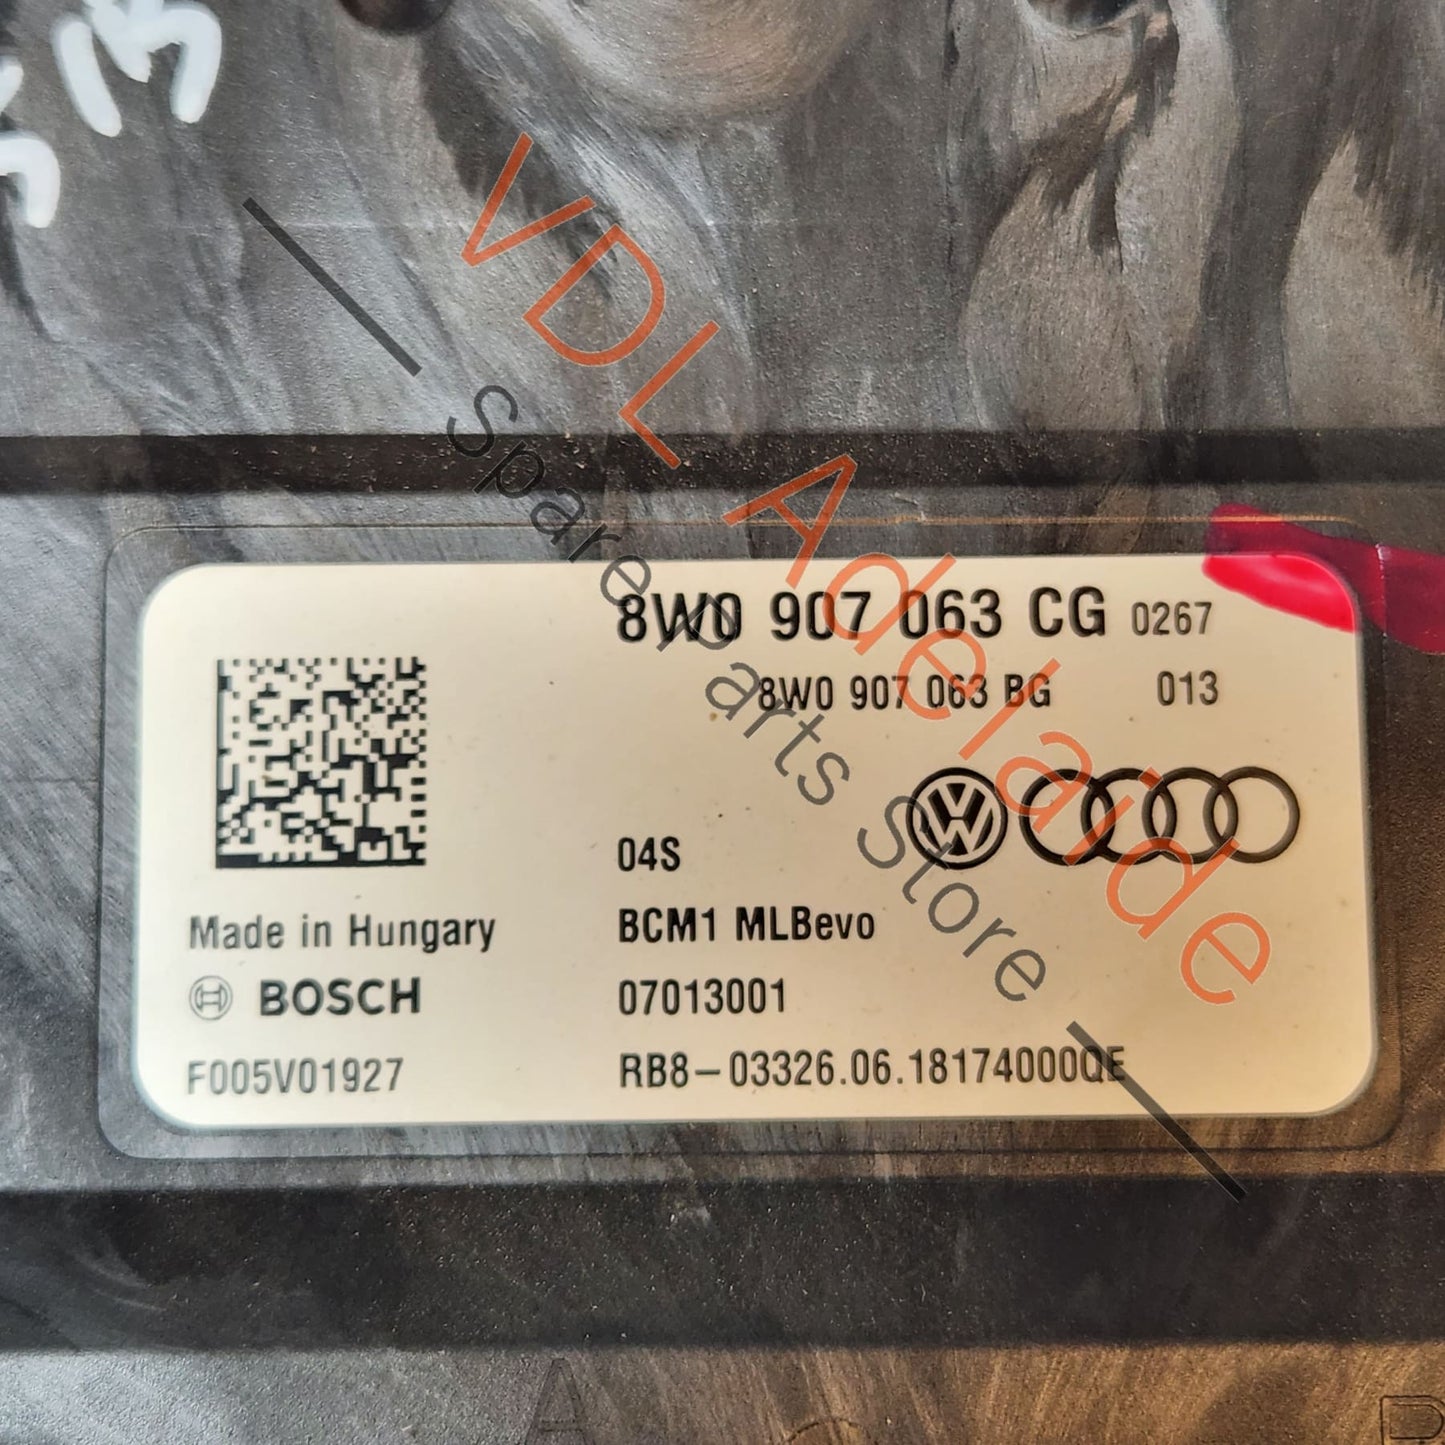 VDL Adelaide
Spare Parts Store
8W0 907 063 CG 0267
8W0 907 063 BG 013
04S
Made in Hungary
BCM1 MLBevo
BOSCH
07013001
F005V01927
RB8-03326.06.18174000QE